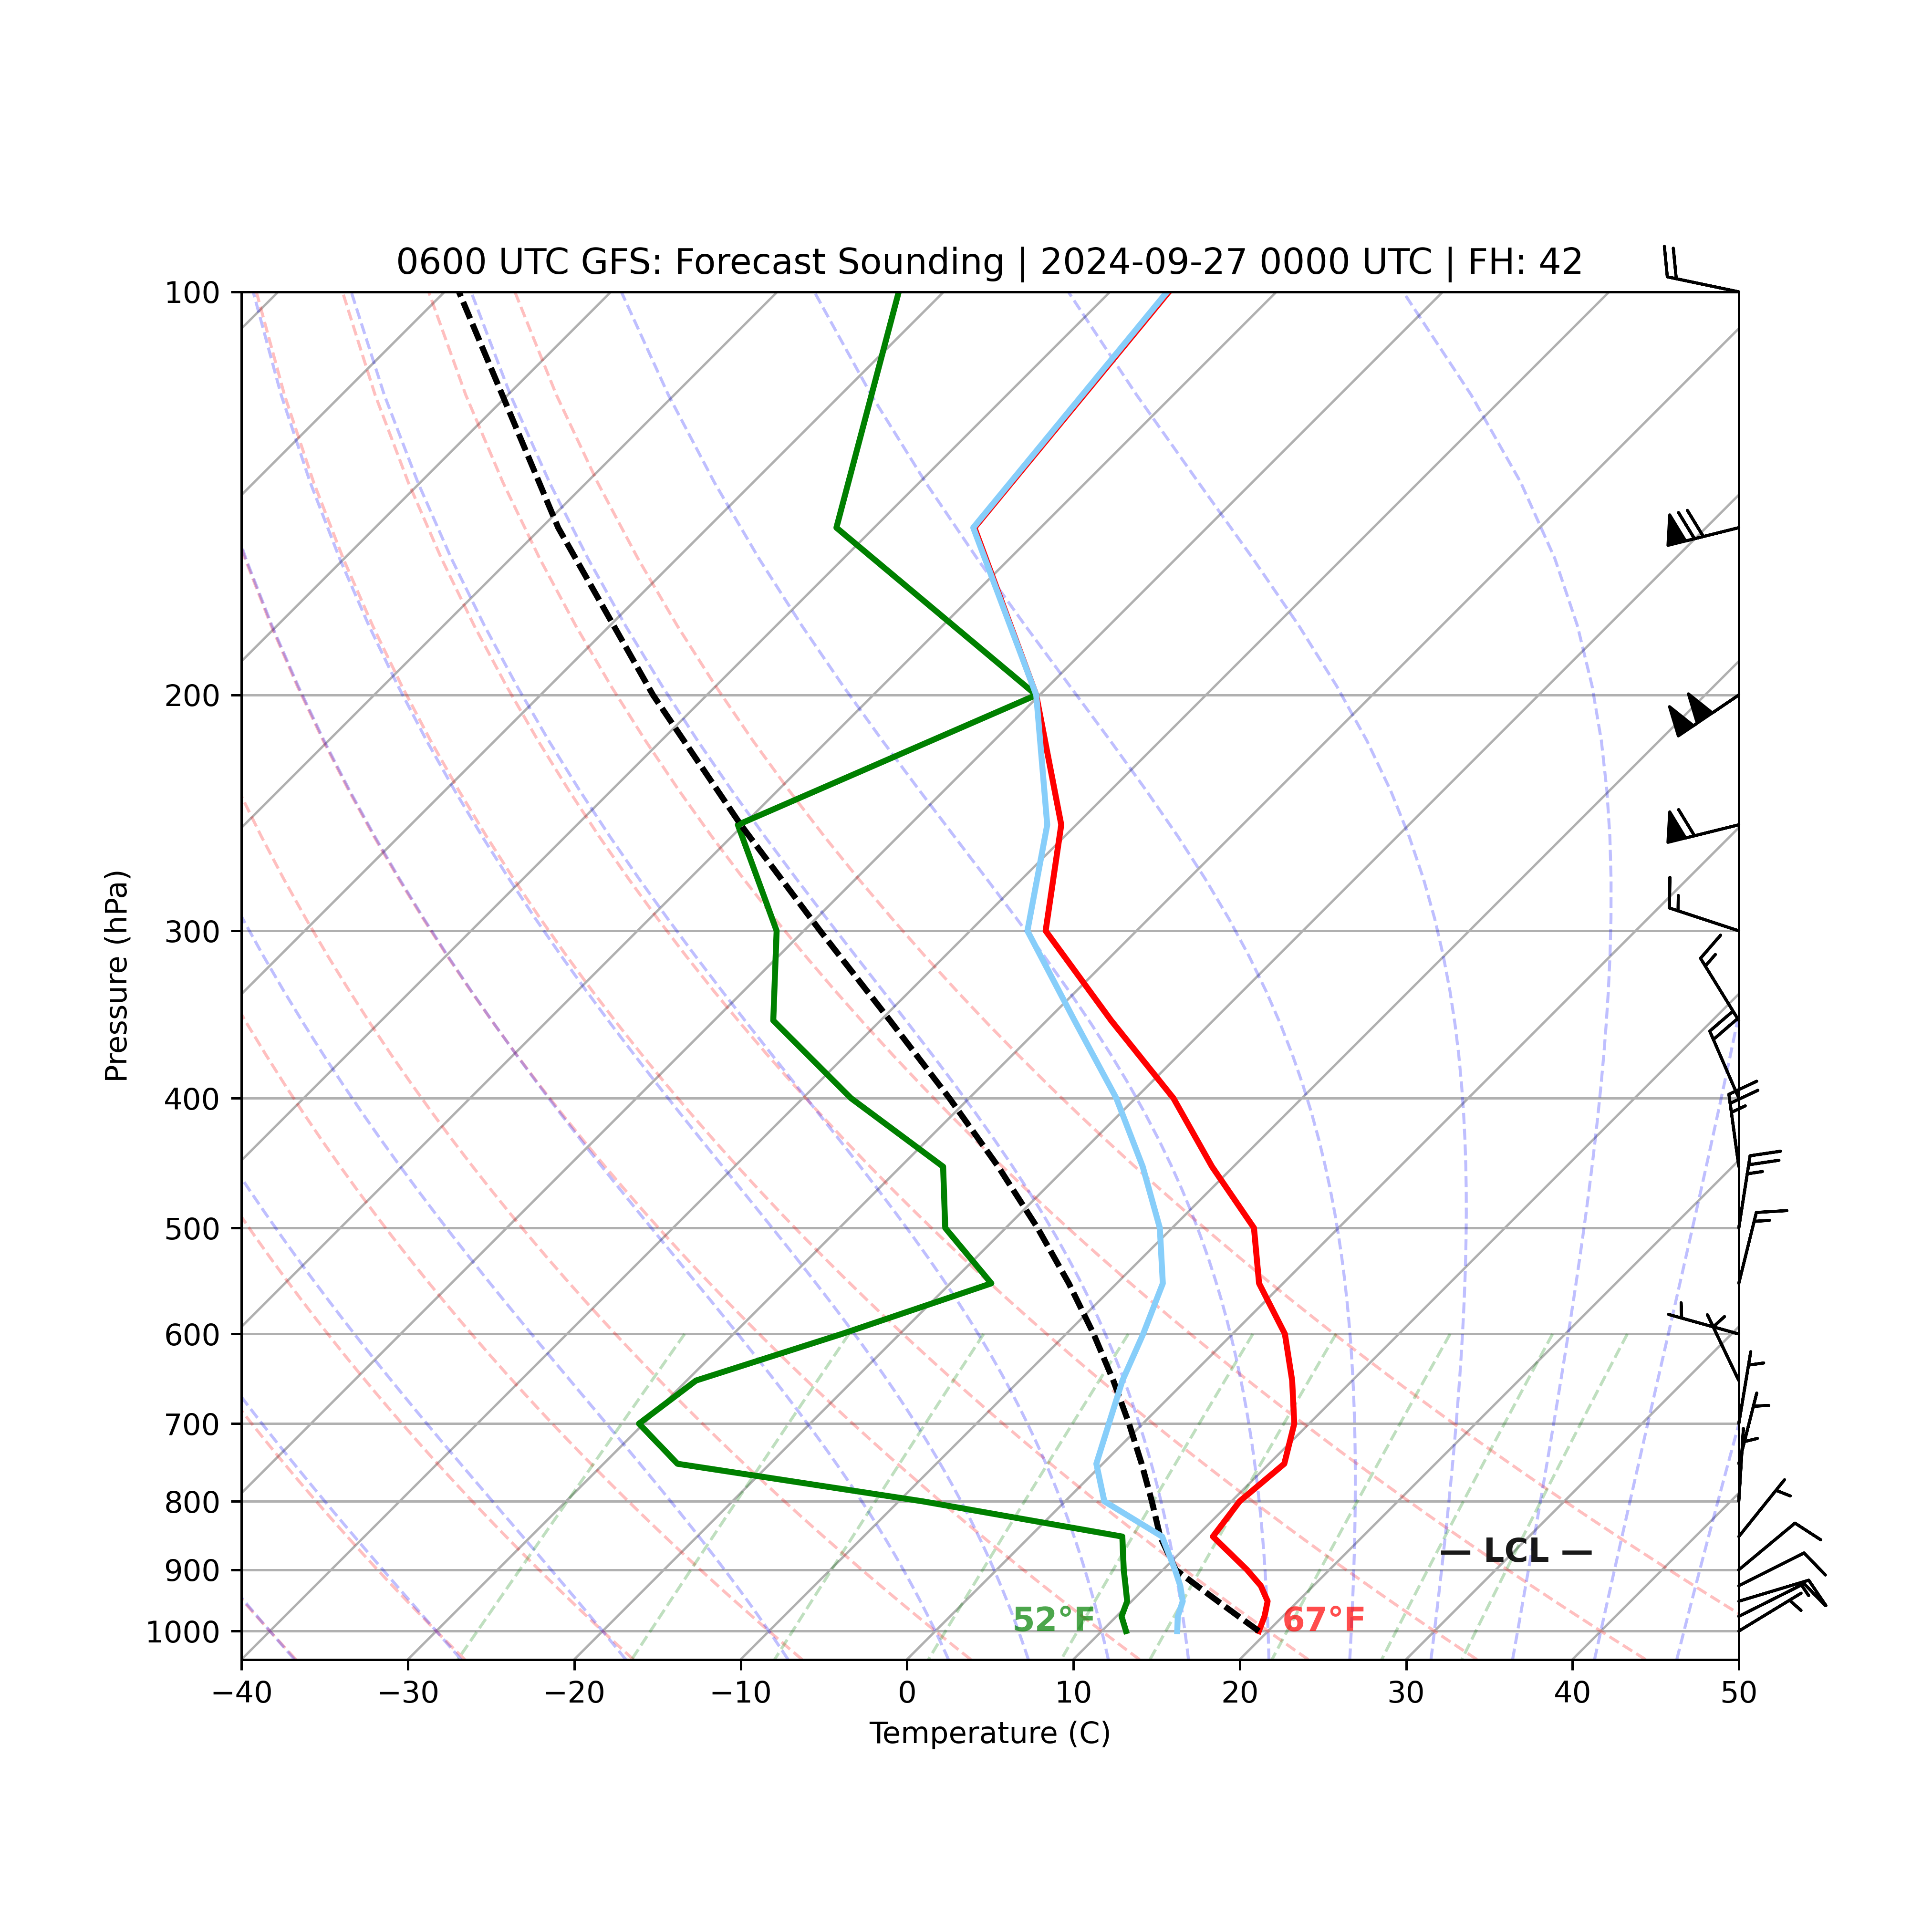 0600 UTC GFS: Forecast Sounding | 2024-09-27 0000 UTC | FH: 42
100
200
300
400
500
600
700
800
900
1000
Pressure (hPa)
— LCL —
52°F
67°F
−40 −30 −20 −10 0 10 20 30 40 50
Temperature (C)